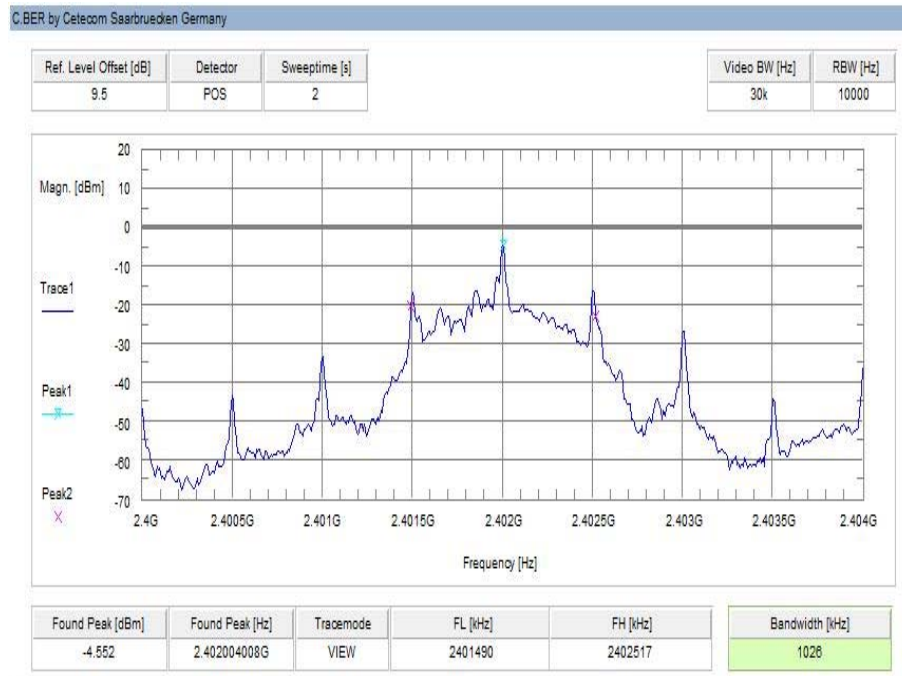 C.BER by Cetecom Saarbruecken Germany
Ref. Level Offset [dB] Detector Sweeptime [s] Video BW [Hz] RBW [Hz]
9.5 POS 2 30k 10000
Magn. [dBm]
20
10
0
-10
-20
-30
-40
-50
-60
-70
Trace1
Peak1
Peak2
2.4G 2.4005G 2.401G 2.4015G 2.402G 2.4025G 2.403G 2.4035G 2.404G
Frequency [Hz]
Found Peak [dBm] Found Peak [Hz] Tracemode FL [kHz] FH [kHz] Bandwidth [kHz]
-4.552 2.402004008G VIEW 2401490 2402517 1026